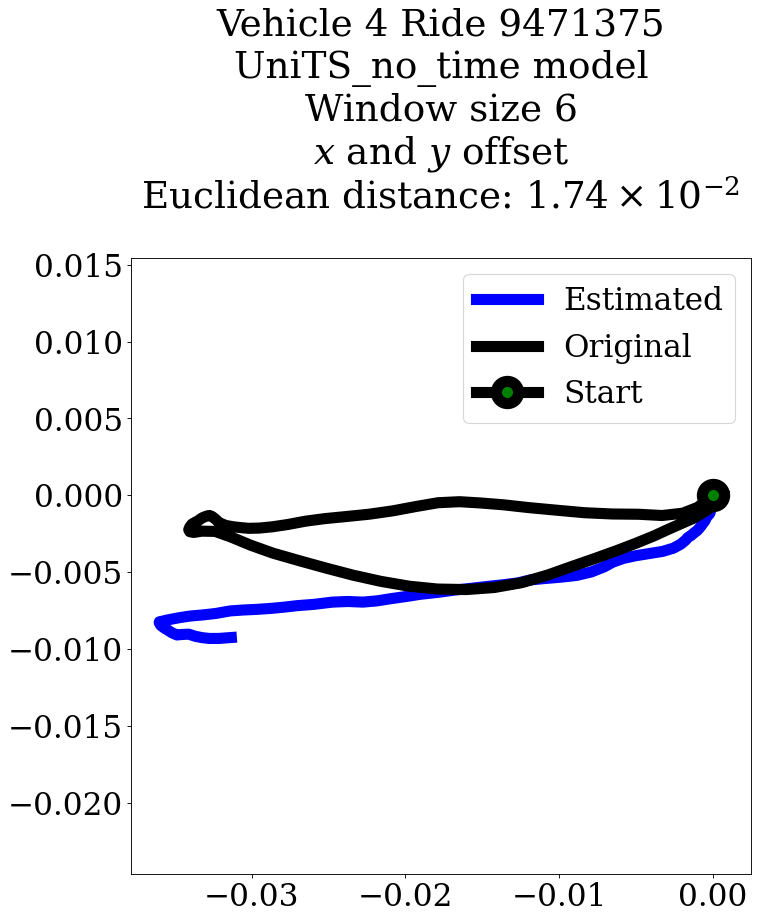 Vehicle 4 Ride 9471375
UniTS_no_time model
Window size 6
x and y offset
Euclidean distance: 1.74 × 10⁻²
Estimated
Original
Start
0.015
0.010
0.005
0.000
−0.005
−0.010
−0.015
−0.020
−0.03 −0.02 −0.01 0.00